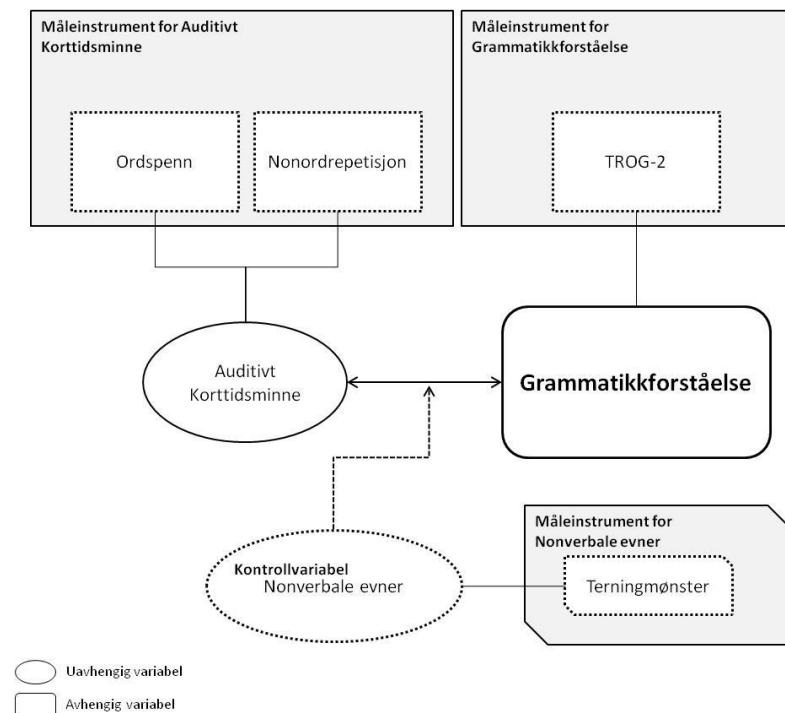 Måleinstrument for Auditivt
Korttidsminne
Ordspenn
Nonordrepetisjon
Måleinstrument for
Grammatikkforståelse
TROG-2
Auditivt
Korttidsminne
Grammatikkforståelse
Kontrollvariabel
Nonverbale evner
Måleinstrument for
Nonverbale evner
Terningmønster
Uavhengig variabel
Avhengig variabel